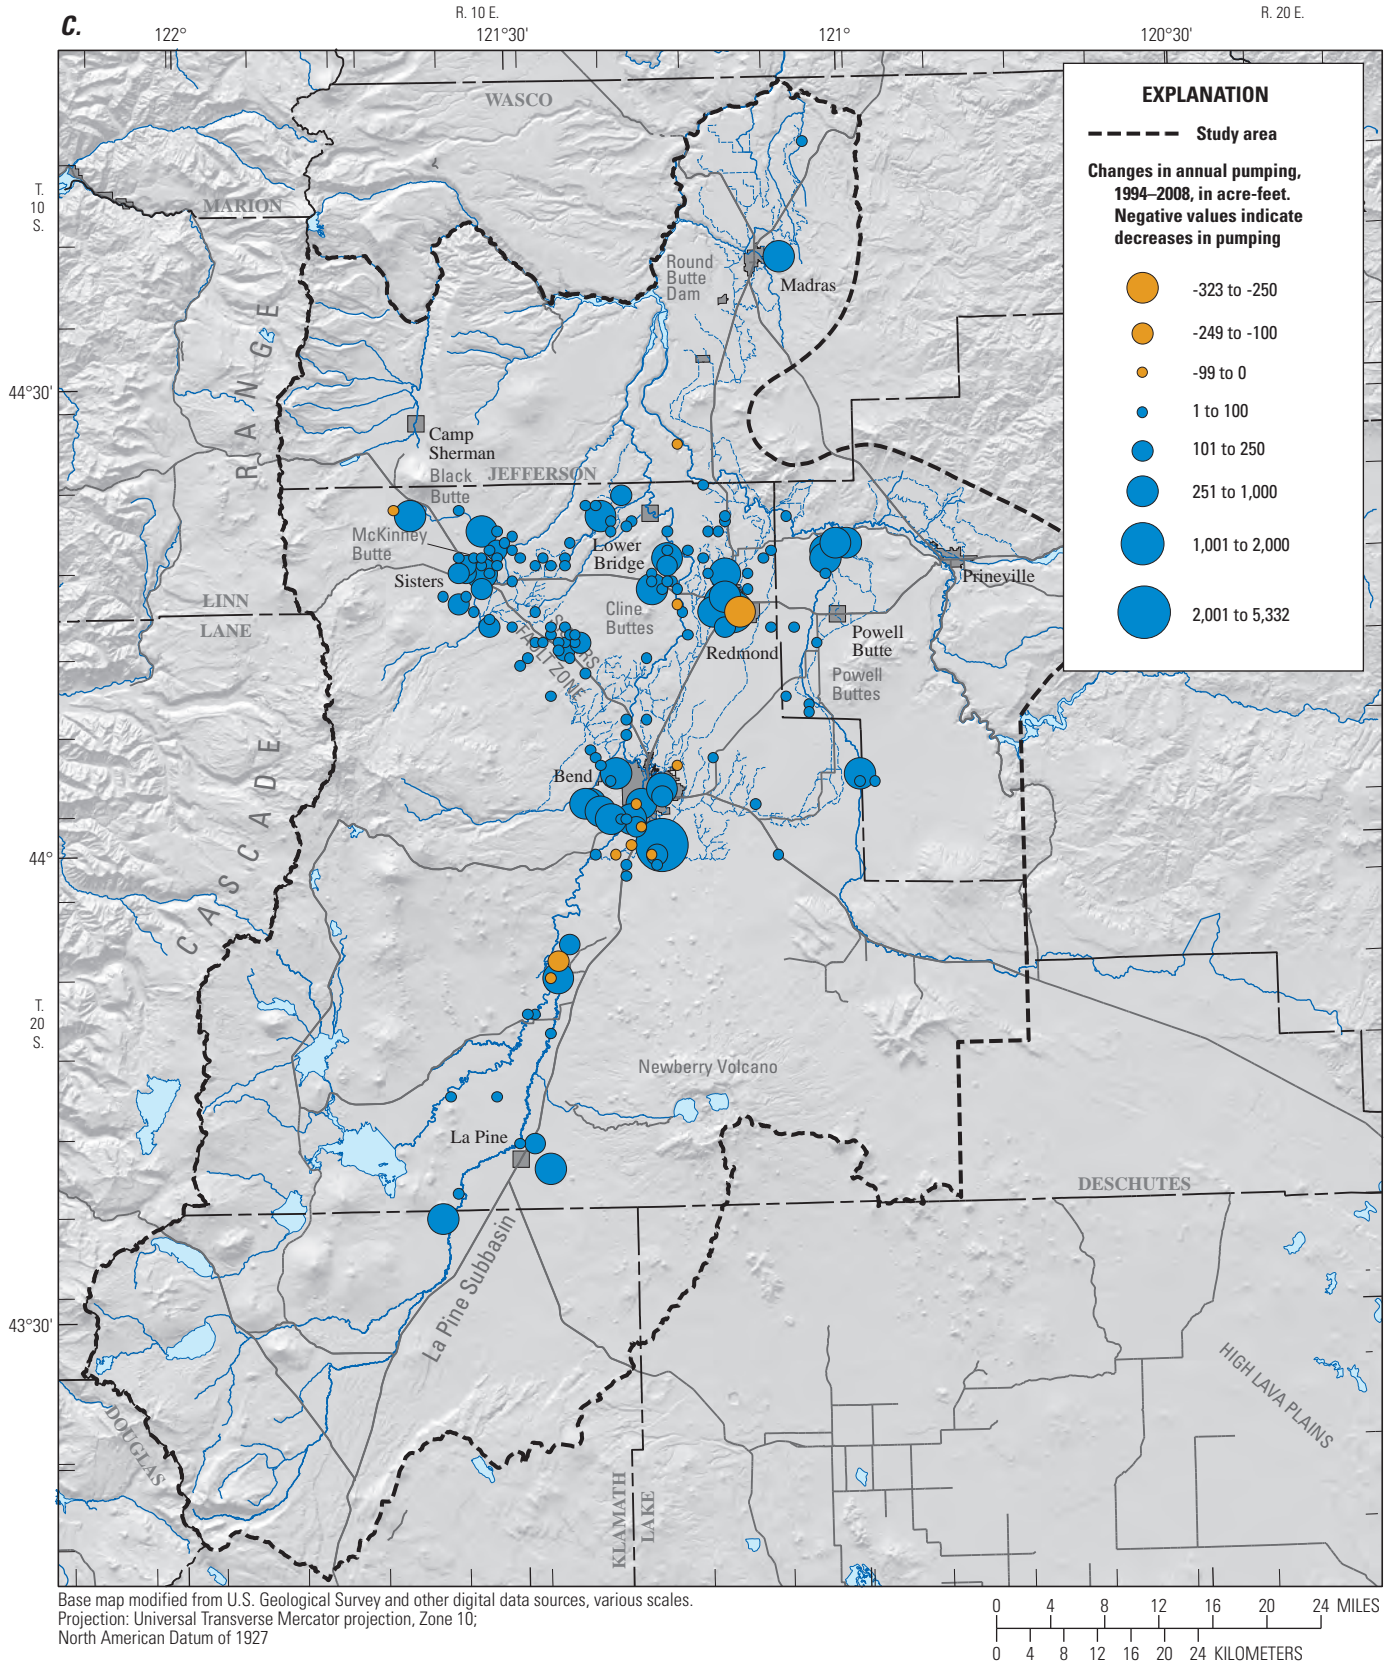 C.
R. 10 E.
R. 20 E.
122°
121°30'
121°
120°30'
EXPLANATION
Study area
Changes in annual pumping,
1994–2008, in acre-feet.
Negative values indicate
decreases in pumping
-323 to -250
-249 to -100
-99 to 0
1 to 100
101 to 250
251 to 1,000
1,001 to 2,000
2,001 to 5,332
WASCO
T.
10
S.
MARION
Round
Butte
Dam
Madras
CASCADE RANGE
44°30'
Camp
Sherman
Black
Butte
JEFFERSON
McKinney
Butte
Lower
Bridge
Sisters
Prineville
LINN
LANE
Cline
Buttes
SISTERS
FAULT ZONE
Redmond
Powell
Butte
Powell
Buttes
Bend
44°
T.
20
S.
Newberry Volcano
La Pine
DESCHUTES
La Pine Subbasin
43°30'
HIGH LAVA PLAINS
DOUGLAS
KLAMATH
LAKE
Base map modified from U.S. Geological Survey and other digital data sources, various scales.
Projection: Universal Transverse Mercator projection, Zone 10;
North American Datum of 1927
0 4 8 12 16 20 24 MILES
0 4 8 12 16 20 24 KILOMETERS